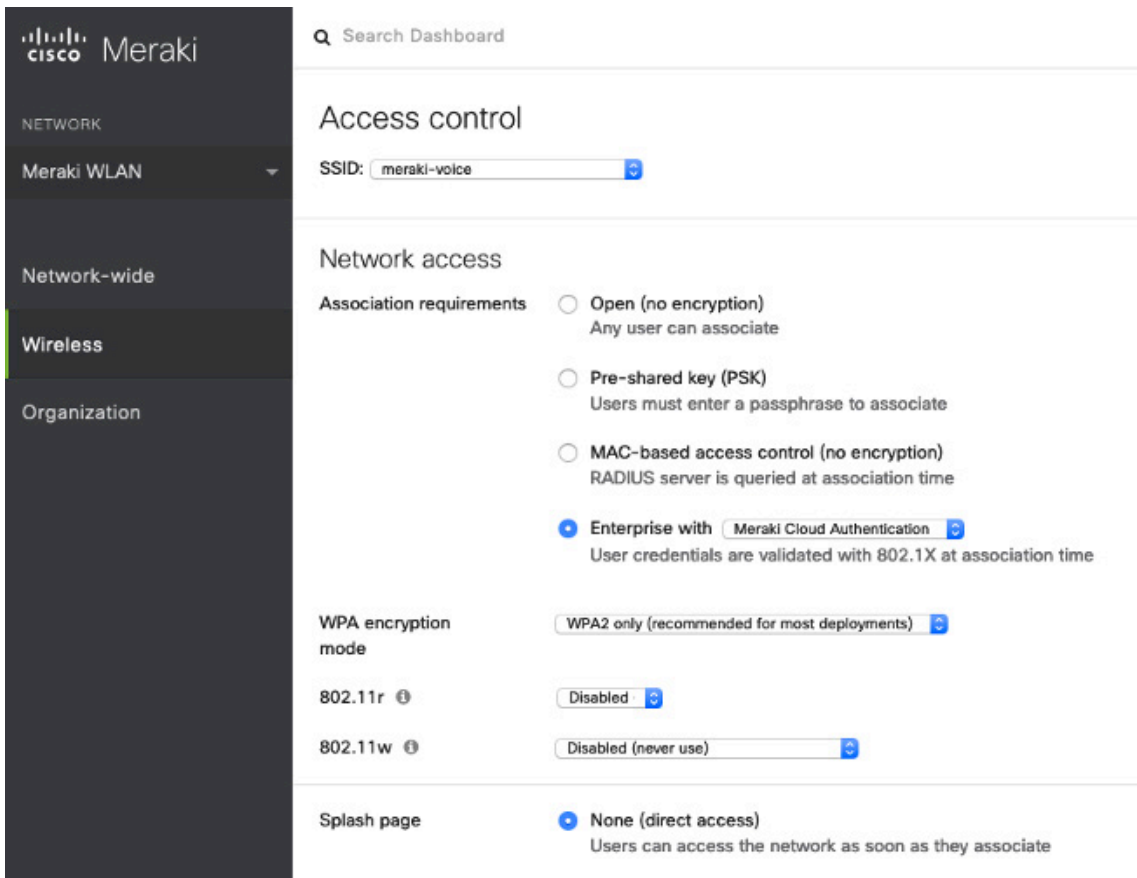 cisco Meraki
NETWORK
Meraki WLAN
Network-wide
Wireless
Organization
Search Dashboard
Access control
SSID: meraki-voice
Network access
Association requirements
Open (no encryption)
Any user can associate
Pre-shared key (PSK)
Users must enter a passphrase to associate
MAC-based access control (no encryption)
RADIUS server is queried at association time
Enterprise with Meraki Cloud Authentication
User credentials are validated with 802.1X at association time
WPA encryption
mode
WPA2 only (recommended for most deployments)
802.11r Disabled
802.11w Disabled (never use)
Splash page
None (direct access)
Users can access the network as soon as they associate